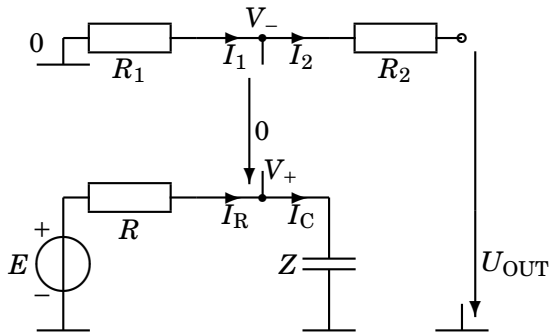 V₋
0
I₁ I₂
R₁ R₂
0
V₊
I_R I_C
R
+
E Z U_OUT
−